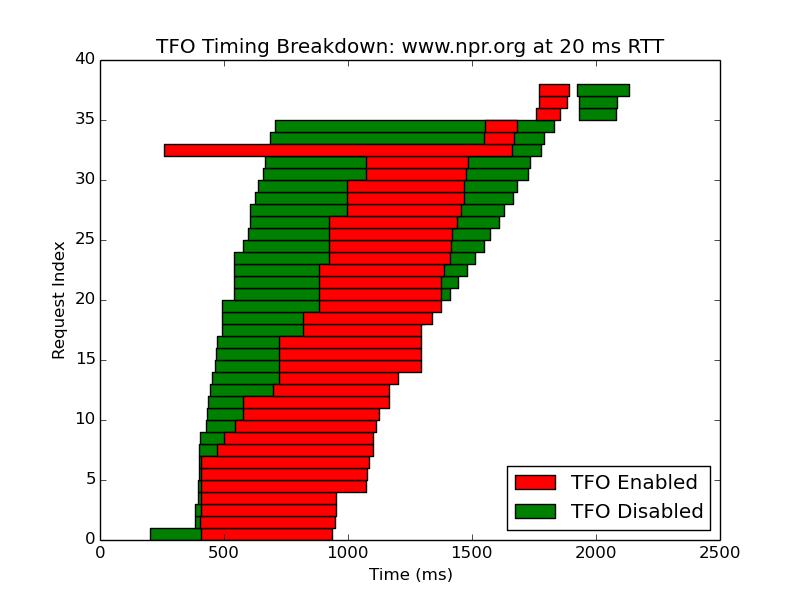 TFO Timing Breakdown: www.npr.org at 20 ms RTT
40
35
30
25
20
15
10
5
0
Request Index
0 500 1000 1500 2000 2500
Time (ms)
TFO Enabled
TFO Disabled